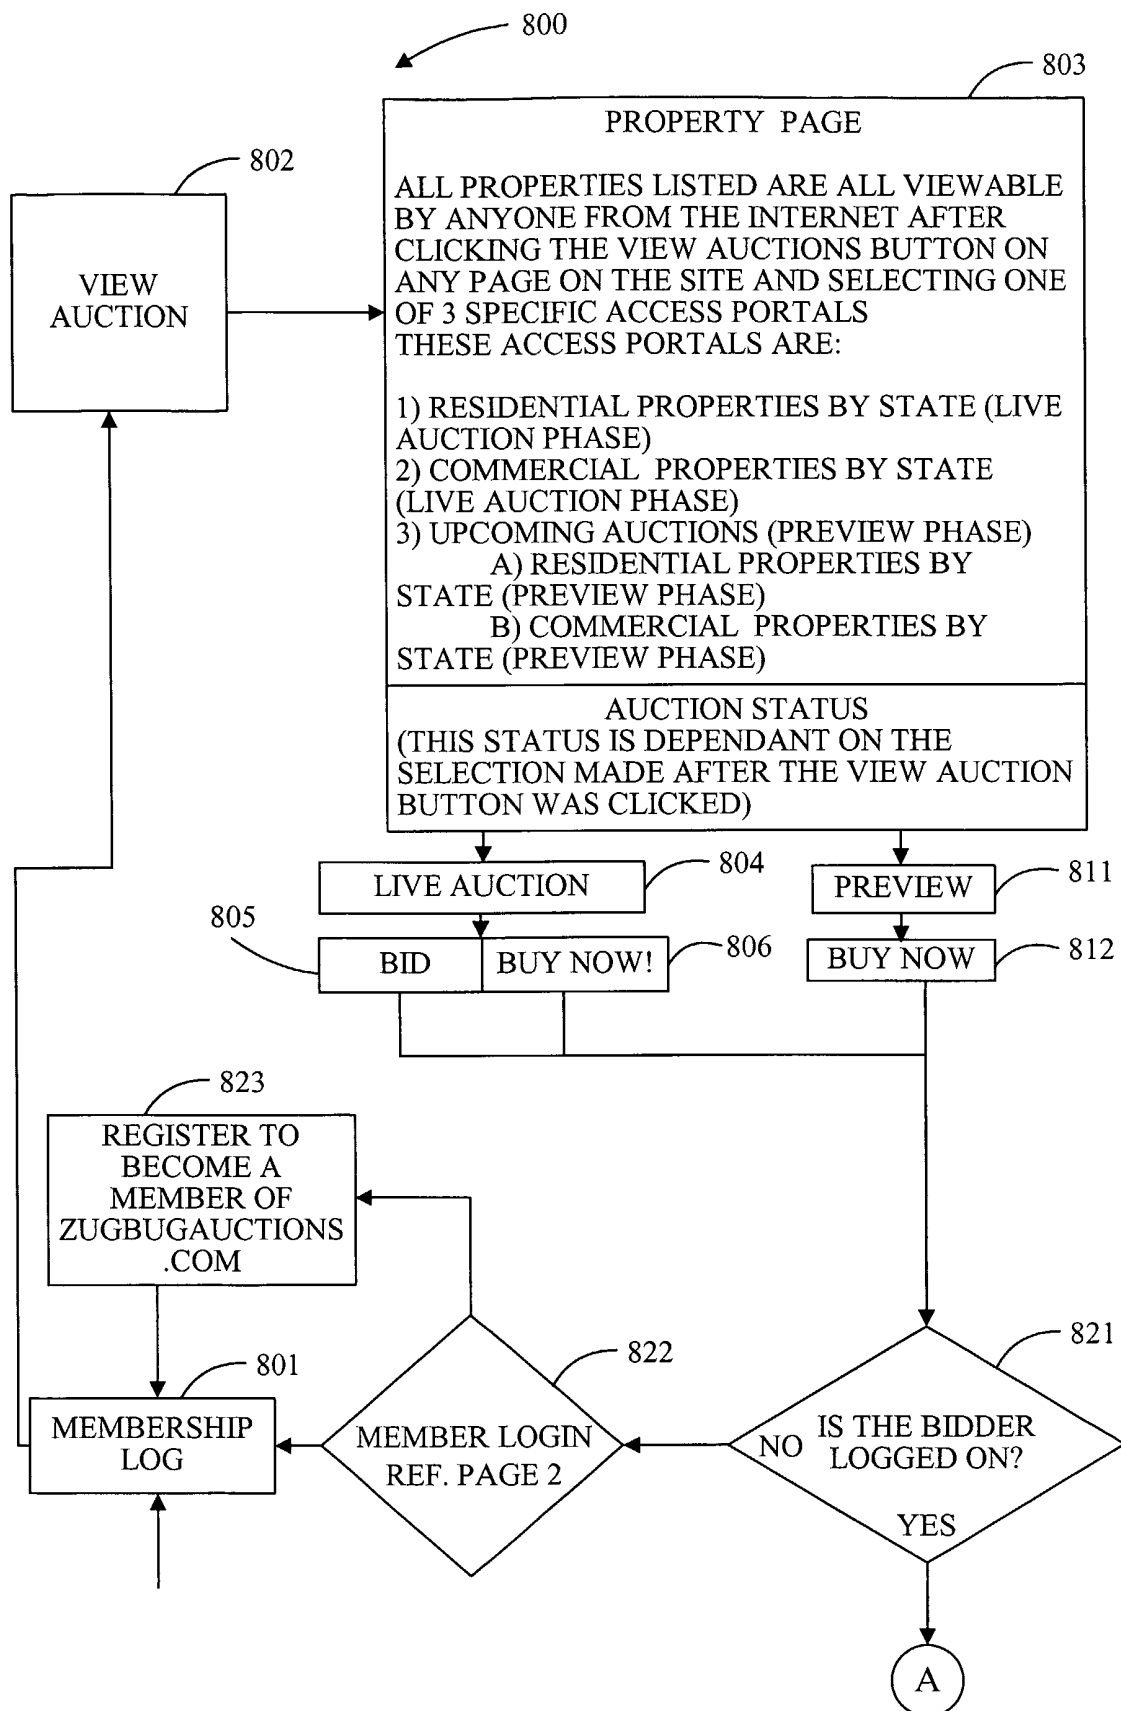 800
803
PROPERTY PAGE
802
ALL PROPERTIES LISTED ARE ALL VIEWABLE
BY ANYONE FROM THE INTERNET AFTER
CLICKING THE VIEW AUCTIONS BUTTON ON
ANY PAGE ON THE SITE AND SELECTING ONE
OF 3 SPECIFIC ACCESS PORTALS
THESE ACCESS PORTALS ARE:
VIEW
AUCTION
1) RESIDENTIAL PROPERTIES BY STATE (LIVE
AUCTION PHASE)
2) COMMERCIAL PROPERTIES BY STATE
(LIVE AUCTION PHASE)
3) UPCOMING AUCTIONS (PREVIEW PHASE)
A) RESIDENTIAL PROPERTIES BY
STATE (PREVIEW PHASE)
B) COMMERCIAL PROPERTIES BY
STATE (PREVIEW PHASE)
AUCTION STATUS
(THIS STATUS IS DEPENDANT ON THE
SELECTION MADE AFTER THE VIEW AUCTION
BUTTON WAS CLICKED)
LIVE AUCTION
804
PREVIEW
811
805
BID
BUY NOW!
806
BUY NOW
812
823
REGISTER TO
BECOME A
MEMBER OF
ZUGBUGAUCTIONS
.COM
801
MEMBERSHIP
LOG
822
MEMBER LOGIN
REF. PAGE 2
821
NO
IS THE BIDDER
LOGGED ON?
YES
A